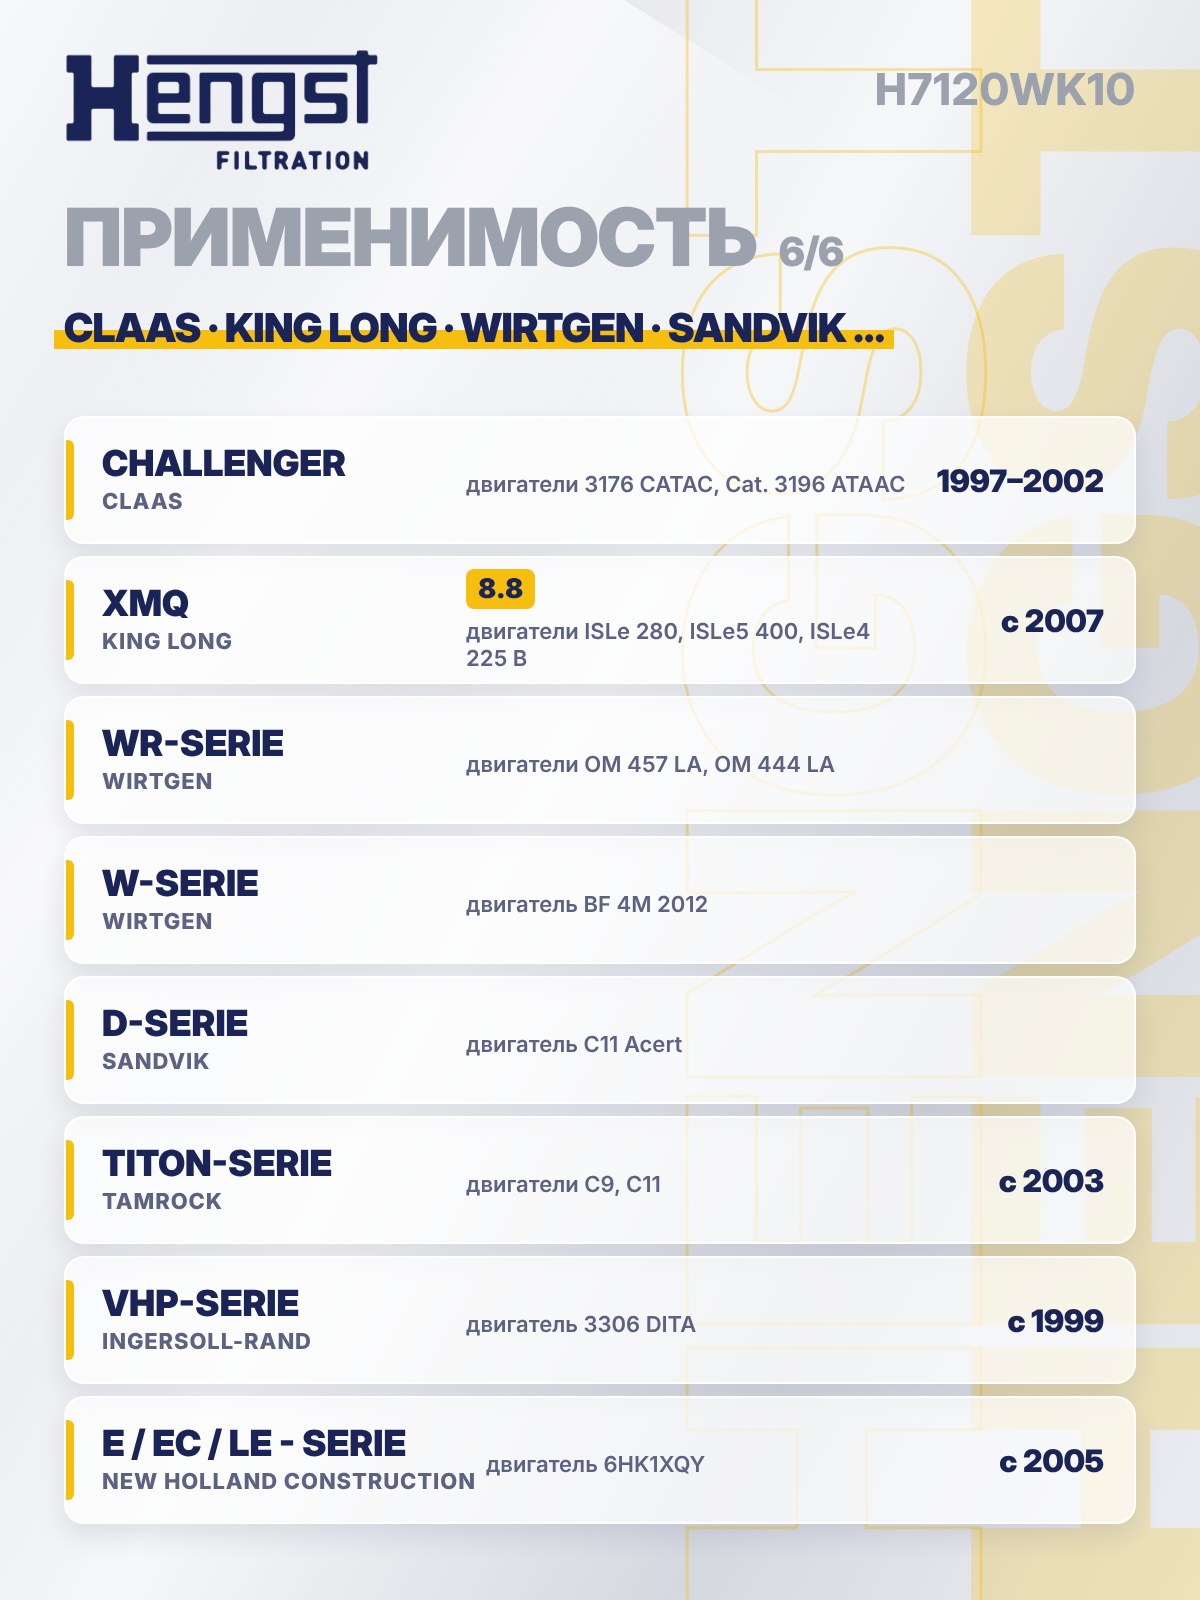 Hengst
FILTRATION
H7120WK10
ПРИМЕНИМОСТЬ 6/6
CLAAS · KING LONG · WIRTGEN · SANDVIK ...
CHALLENGER
CLAAS
двигатели 3176 CATAC, Cat. 3196 ATAAC
1997–2002
XMQ
KING LONG
8.8
двигатели ISLe 280, ISLe5 400, ISLe4
225 B
с 2007
WR-SERIE
WIRTGEN
двигатели OM 457 LA, OM 444 LA
W-SERIE
WIRTGEN
двигатель BF 4M 2012
D-SERIE
SANDVIK
двигатель C11 Acert
TITON-SERIE
TAMROCK
двигатели C9, C11
с 2003
VHP-SERIE
INGERSOLL-RAND
двигатель 3306 DITA
с 1999
E / EC / LE - SERIE
NEW HOLLAND CONSTRUCTION
двигатель 6HK1XQY
с 2005
HENGST
HENGST